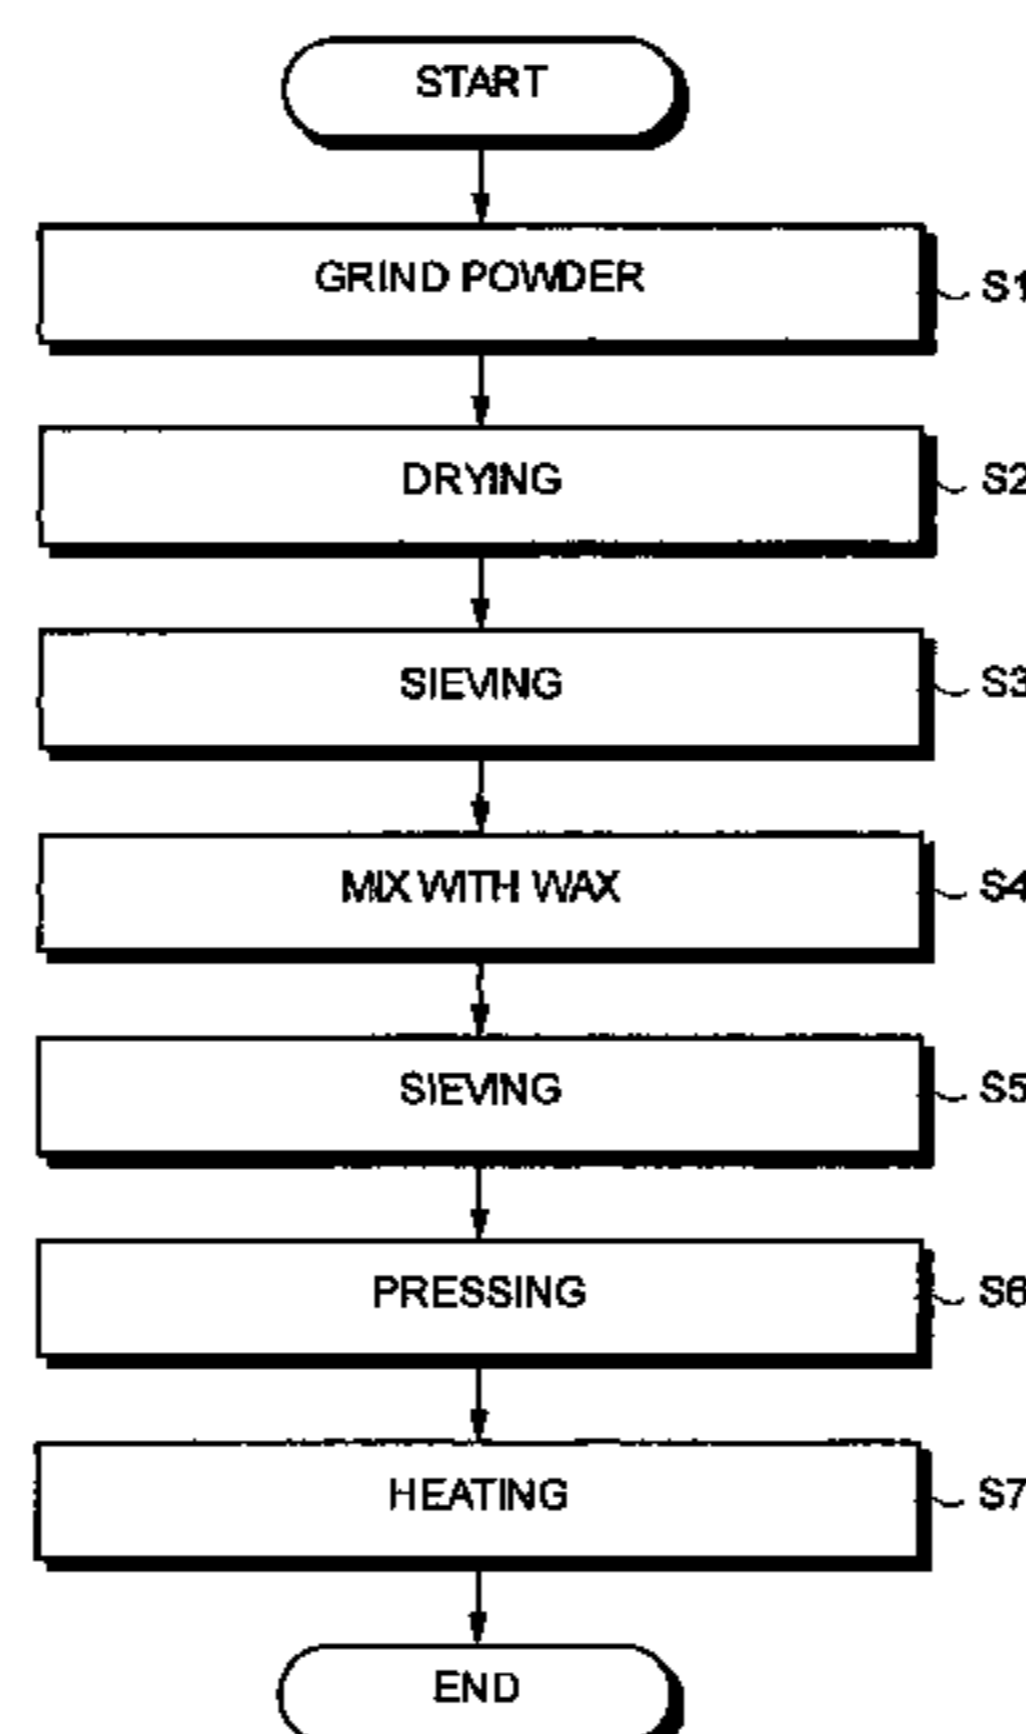 START
GRIND POWDER S1
DRYING S2
SIEVING S3
MIX WITH WAX S4
SIEVING S5
PRESSING S6
HEATING S7
END